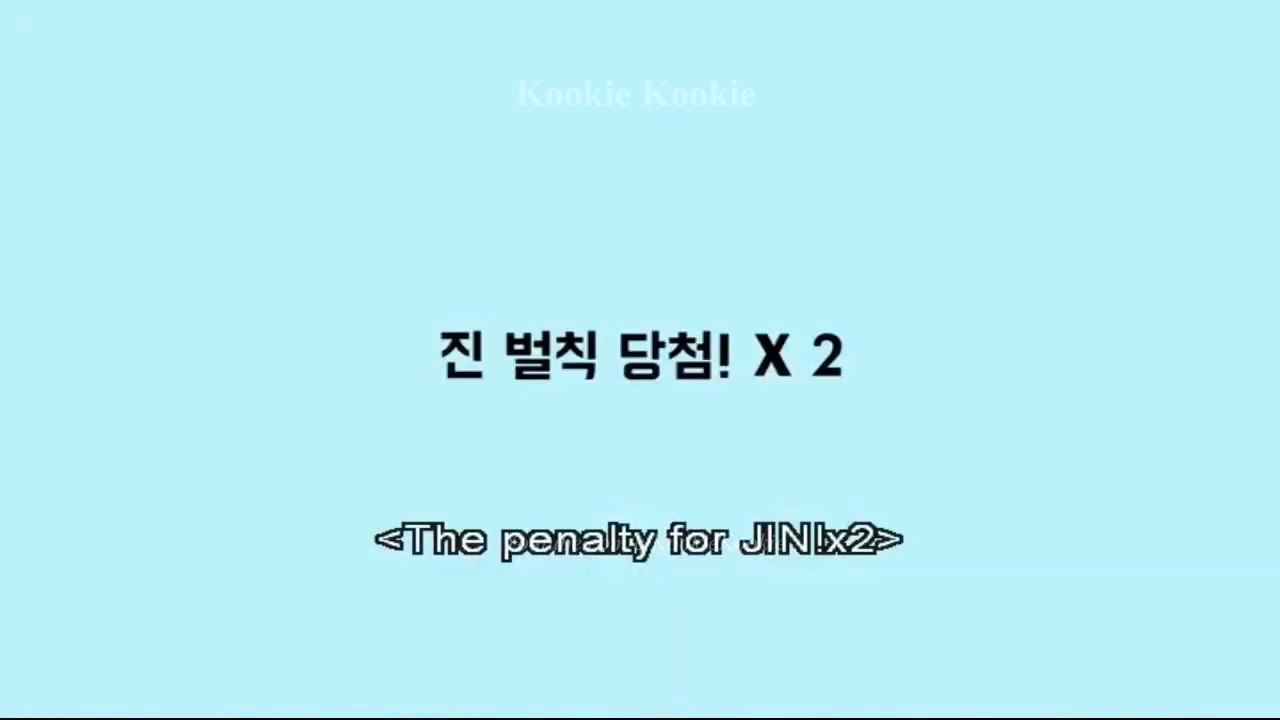 Kookie Kookie
진 벌칙 당첨! X 2
<The penalty for JIN!x2>